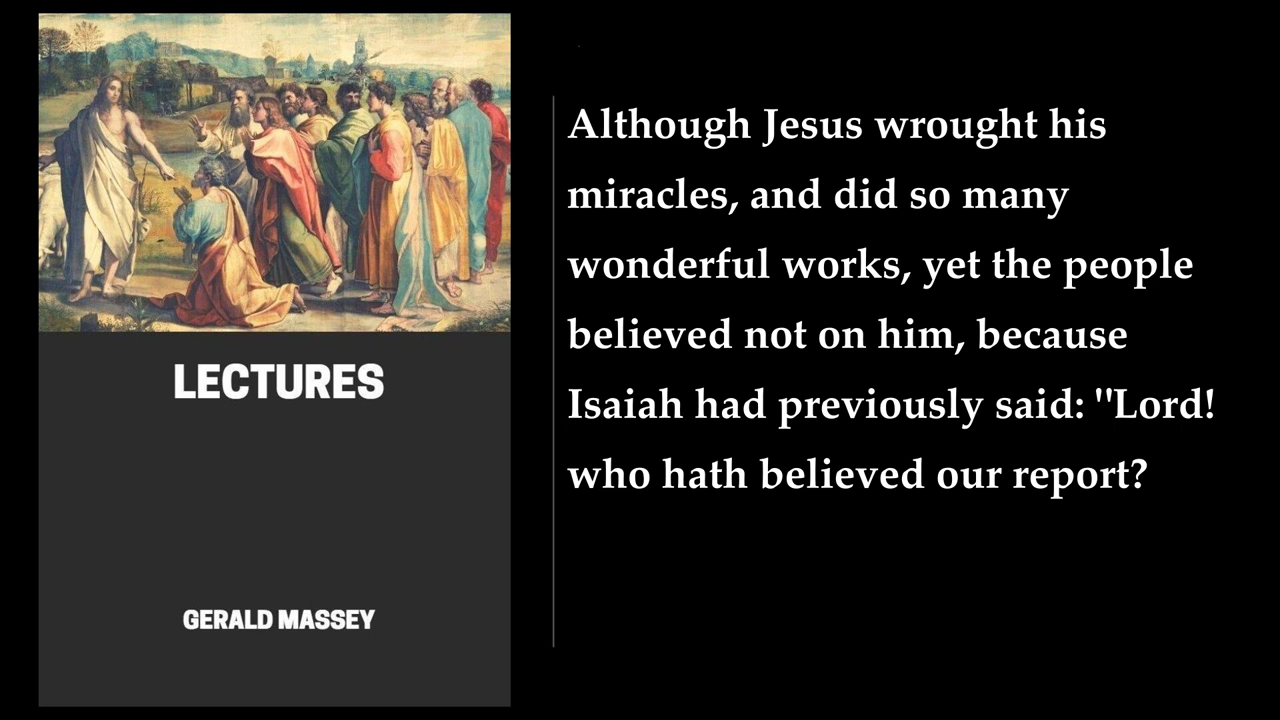 LECTURES
GERALD MASSEY
Although Jesus wrought his
miracles, and did so many
wonderful works, yet the people
believed not on him, because
Isaiah had previously said: "Lord!
who hath believed our report?